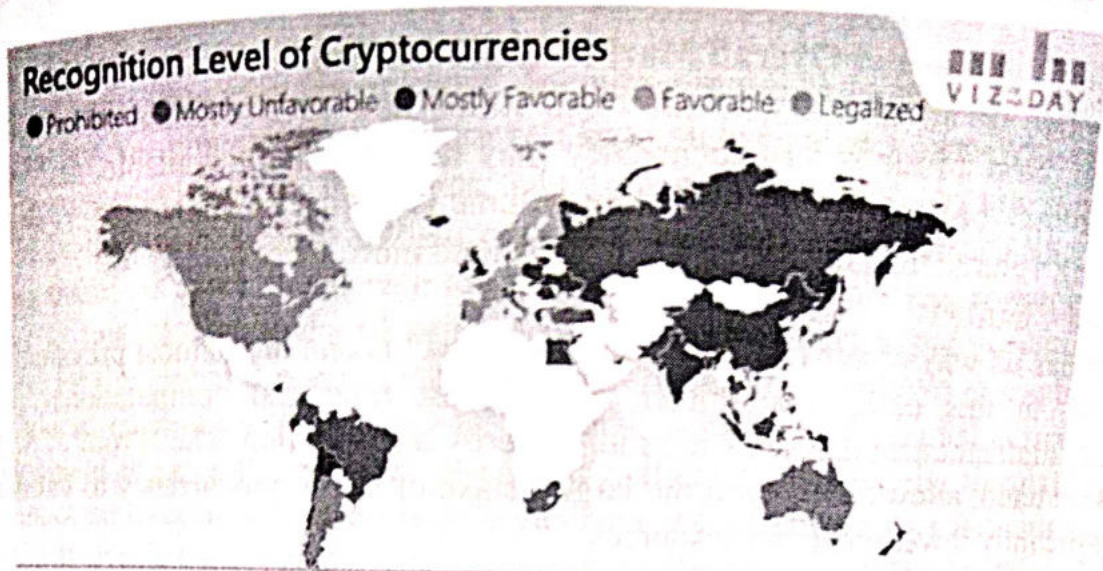 Recognition Level of Cryptocurrencies
Prohibited Mostly Unfavorable Mostly Favorable Favorable Legalized
VIZ DAY